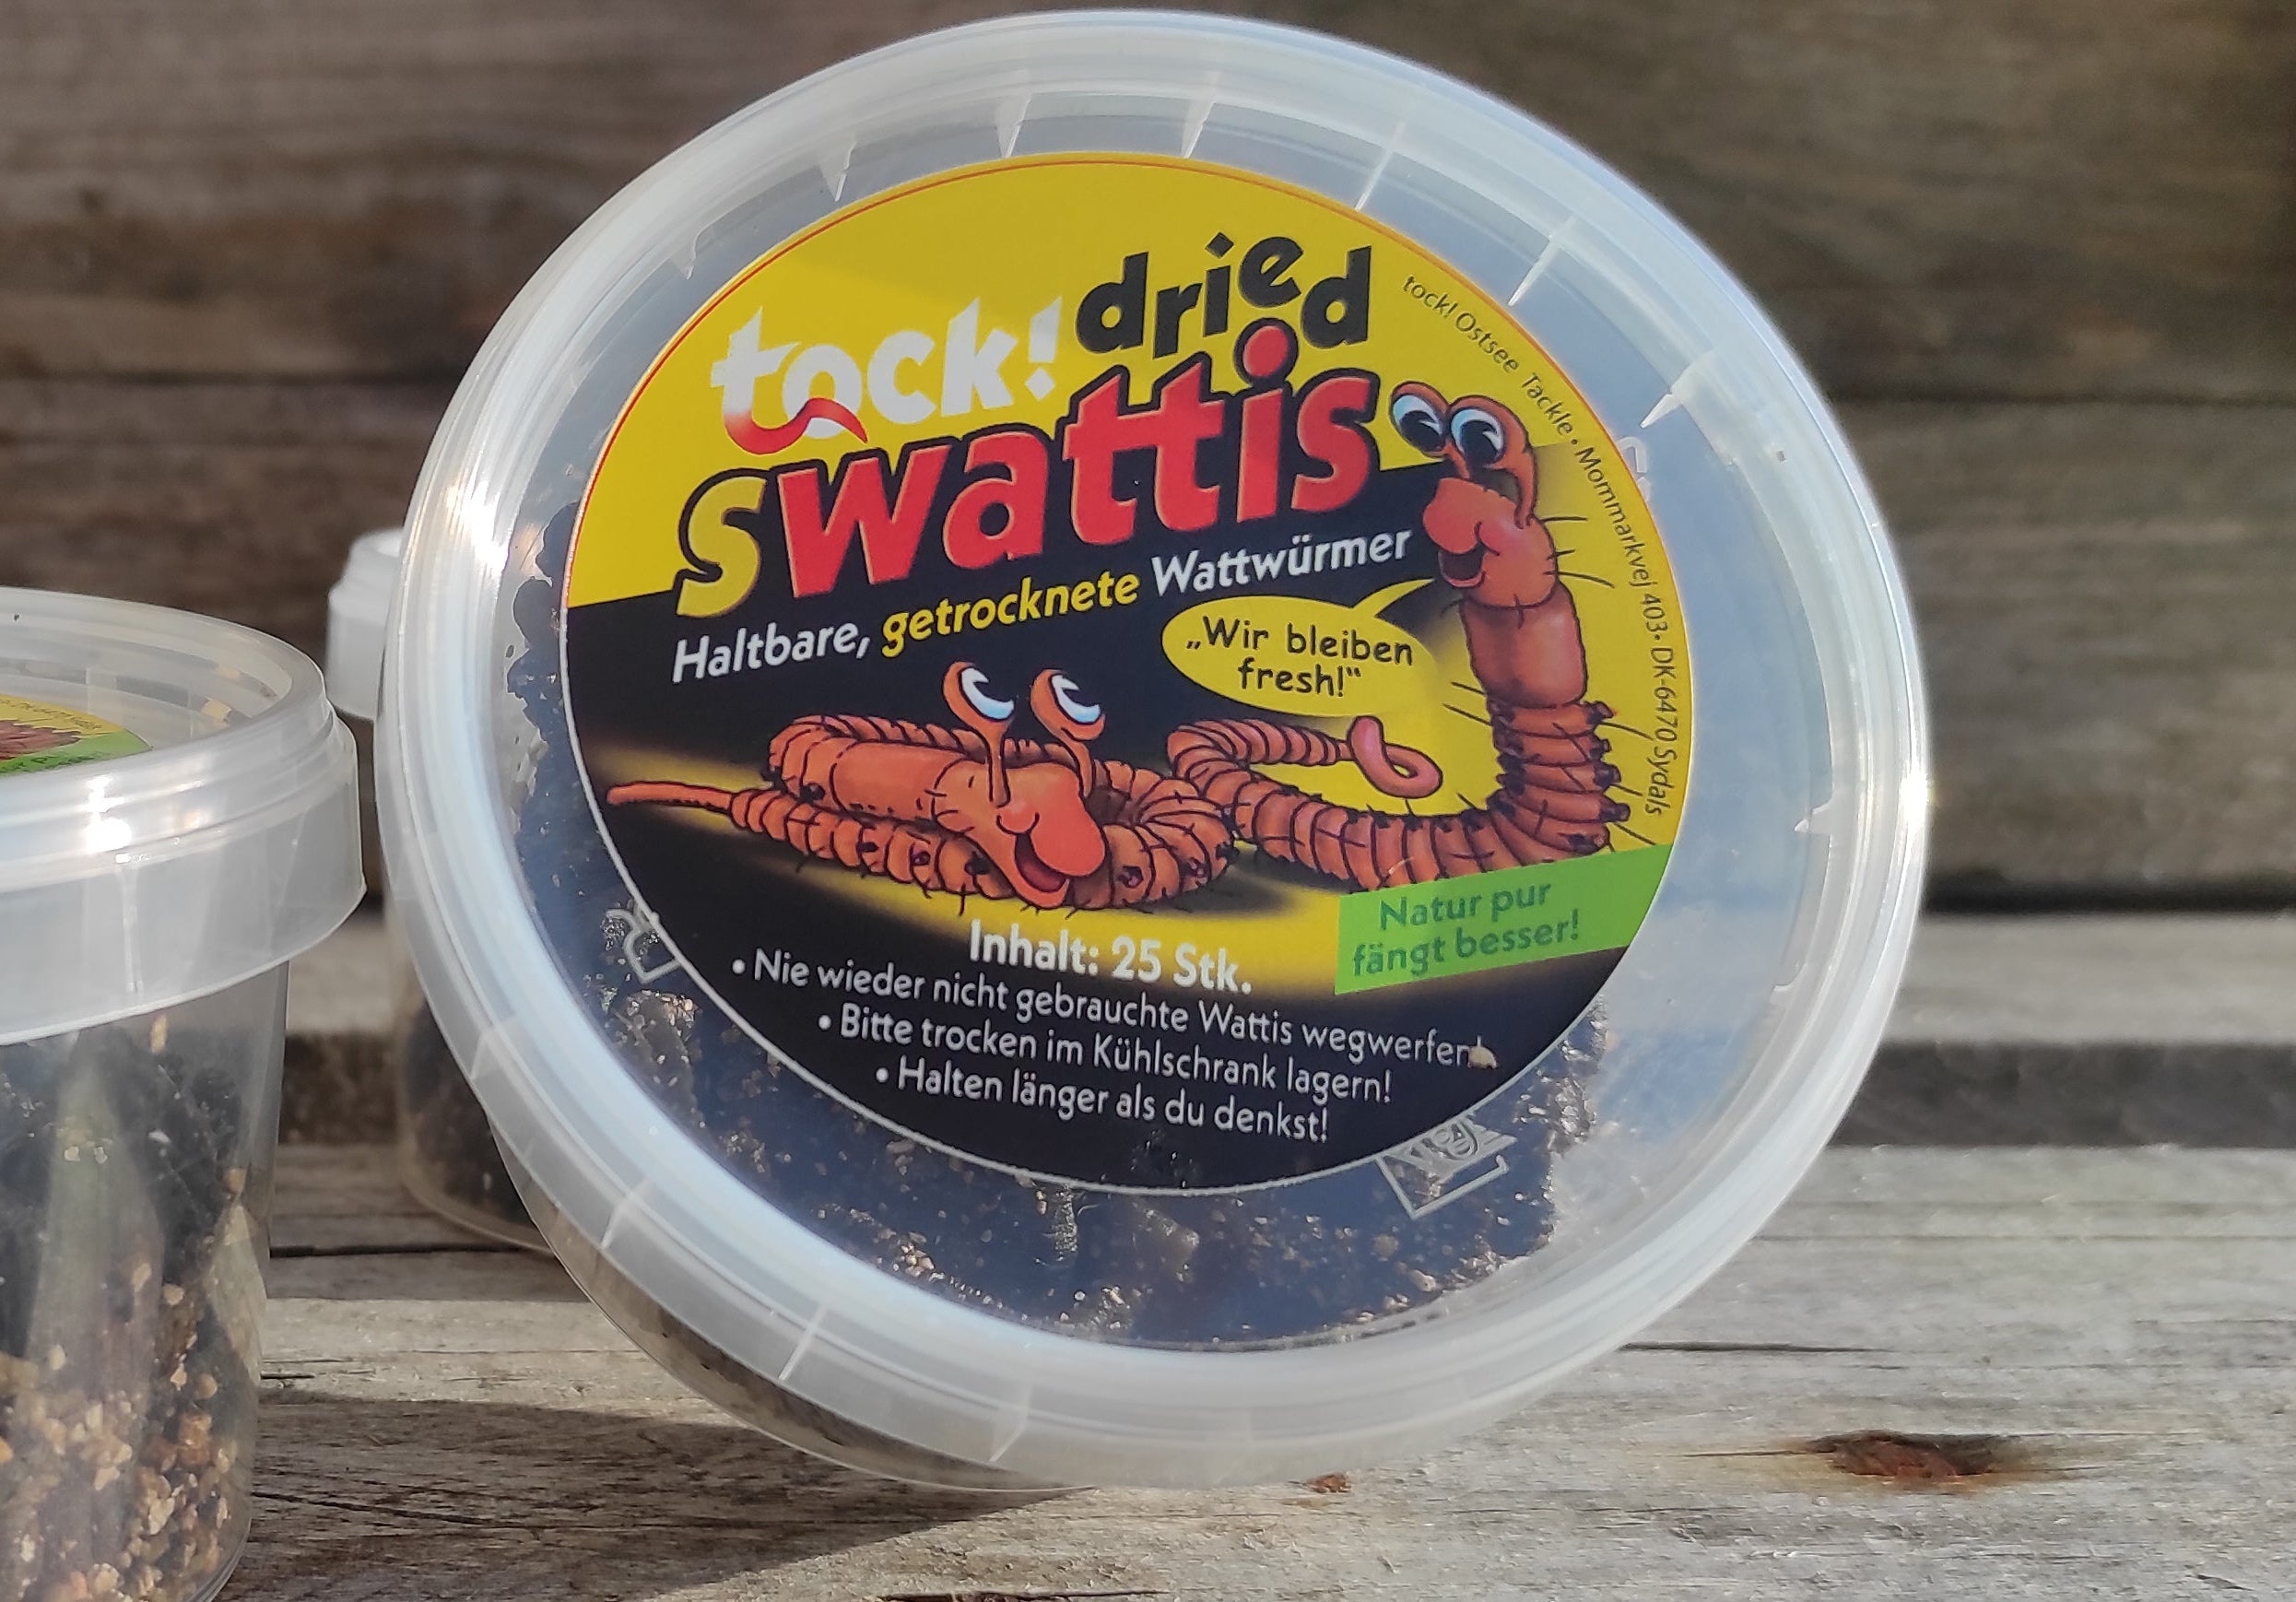 tock! dried
swattis
Haltbare, getrocknete Wattwürmer
„Wir bleiben
fresh!“
tock! Ostsee Tackle • Mommarkvej 403 • DK-6470 Sydals
Natur pur
fängt besser!
Inhalt: 25 Stk.
• Nie wieder nicht gebrauchte Wattis wegwerfen!
• Bitte trocken im Kühlschrank lagern!
• Halten länger als du denkst!